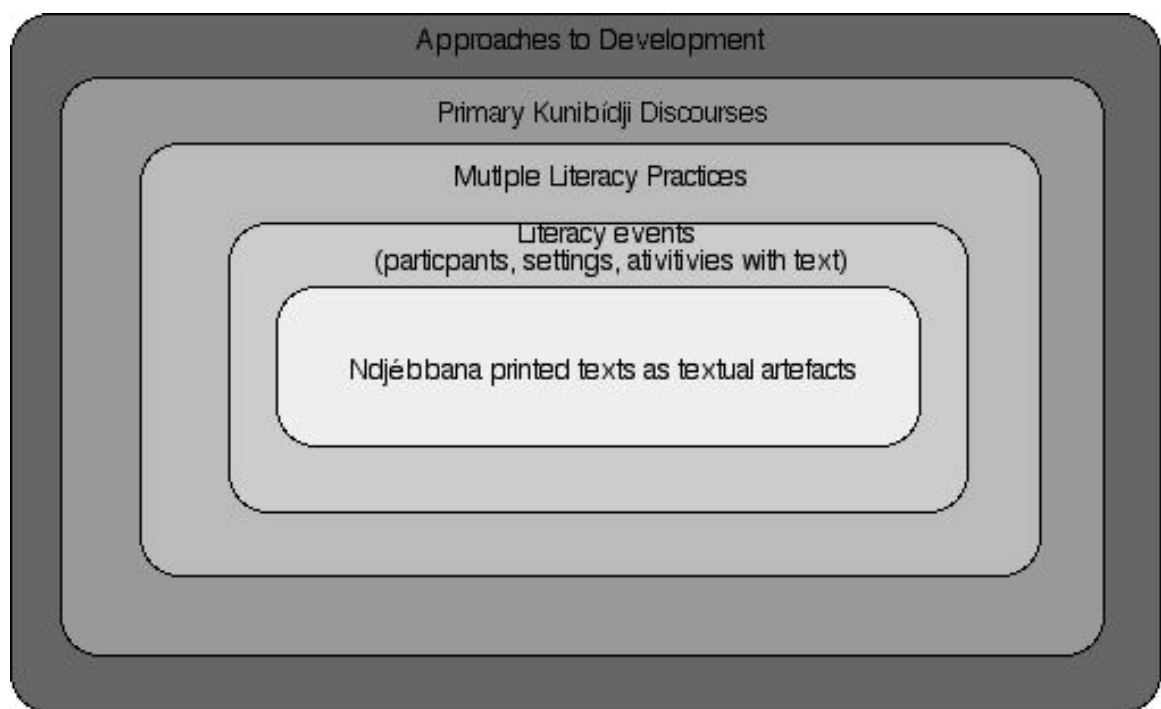 Approaches to Development
Primary Kunibídji Discourses
Mutlple Literacy Practices
Literacy events
(particpants, settings, ativitivies with text)
Ndjébbana printed texts as textual artefacts